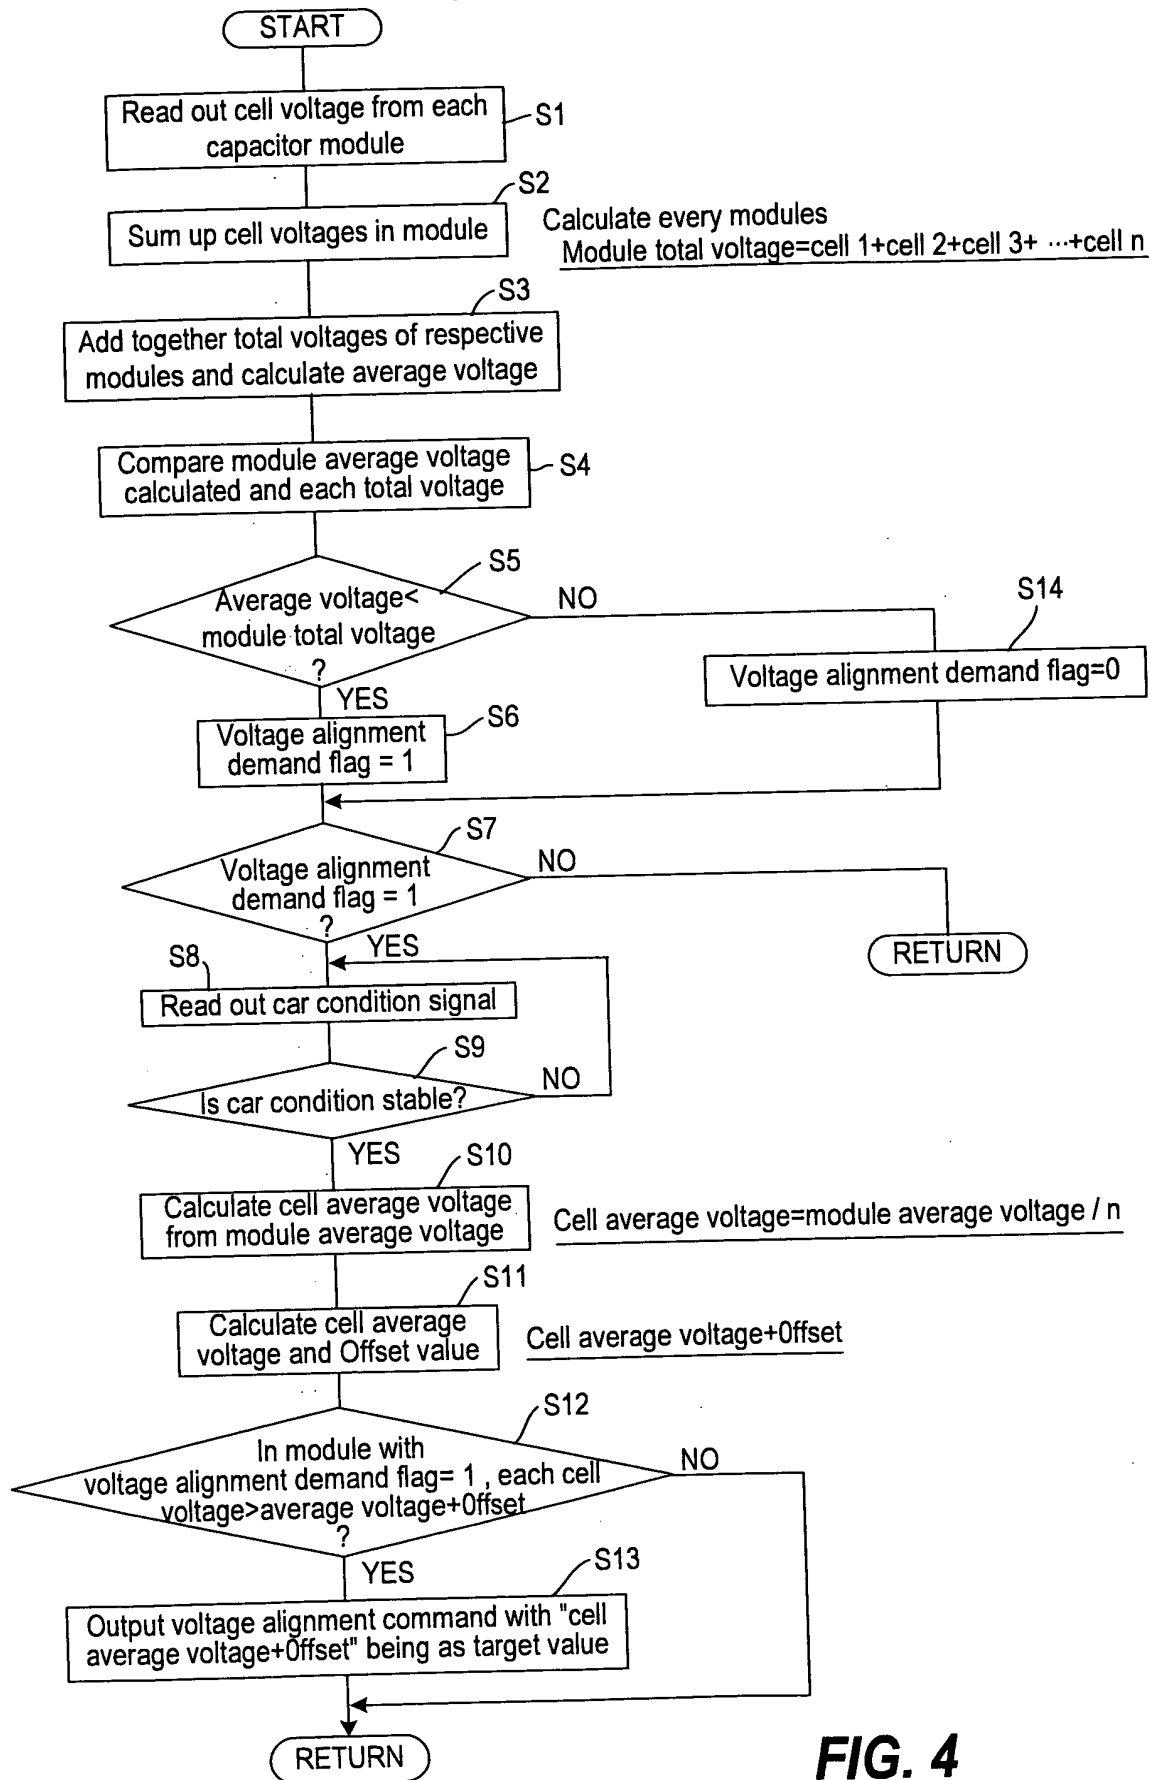 START
Read out cell voltage from each
capacitor module
S1
S2
Sum up cell voltages in module
Calculate every modules
Module total voltage=cell 1+cell 2+cell 3+ ···+cell n
S3
Add together total voltages of respective
modules and calculate average voltage
Compare module average voltage
calculated and each total voltage
S4
S5
Average voltage<
module total voltage
?
NO
YES
S14
Voltage alignment demand flag=0
Voltage alignment
demand flag = 1
S6
S7
Voltage alignment
demand flag = 1
?
NO
YES
RETURN
S8
Read out car condition signal
S9
Is car condition stable?
NO
YES
S10
Calculate cell average voltage
from module average voltage
Cell average voltage=module average voltage / n
S11
Calculate cell average
voltage and Offset value
Cell average voltage+0ffset
S12
In module with
voltage alignment demand flag= 1 , each cell
voltage>average voltage+0ffset
?
NO
YES
S13
Output voltage alignment command with "cell
average voltage+0ffset" being as target value
RETURN
FIG. 4